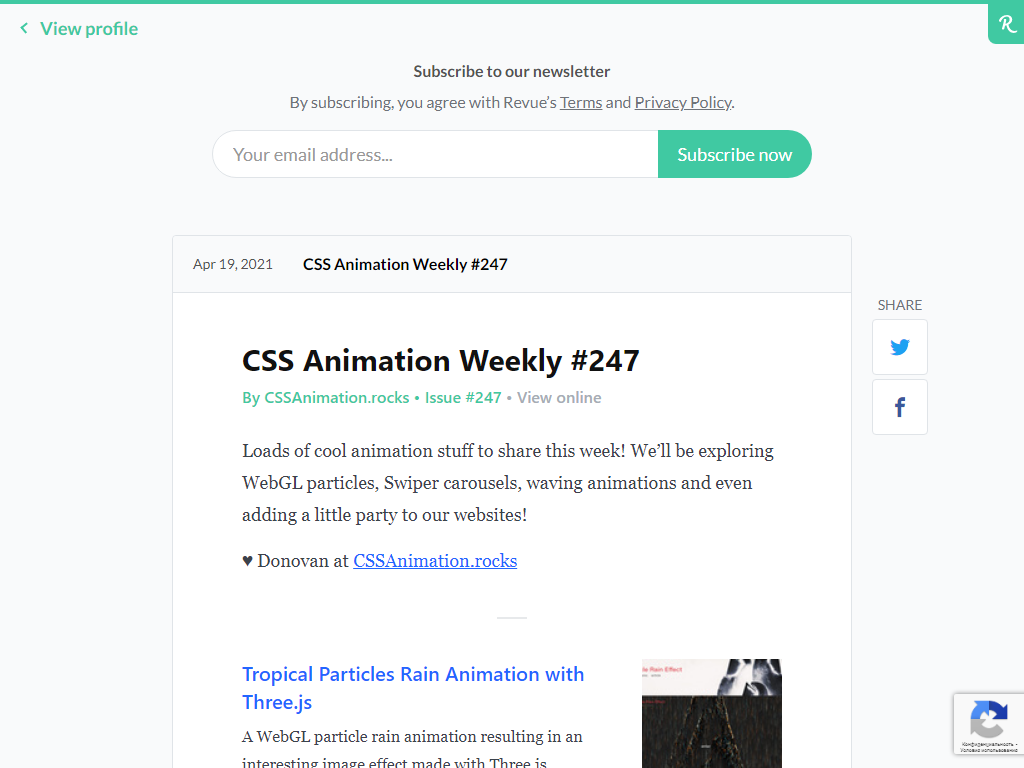 View profile
Subscribe to our newsletter
By subscribing, you agree with Revue’s Terms and Privacy Policy.
Your email address...
Subscribe now
Apr 19, 2021
CSS Animation Weekly #247
SHARE
CSS Animation Weekly #247
By CSSAnimation.rocks • Issue #247 • View online
Loads of cool animation stuff to share this week! We’ll be exploring
WebGL particles, Swiper carousels, waving animations and even
adding a little party to our websites!
♥ Donovan at CSSAnimation.rocks
Tropical Particles Rain Animation with
Three.js
A WebGL particle rain animation resulting in an
interesting image effect made with Three.js.
le Rain Effect
Конфиденциальность -
Условия использования